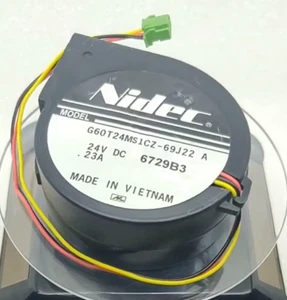 Nidec
MODEL
G60T24MS1CZ-69J22 A
24V DC 6729B3
.23A
MADE IN VIETNAM